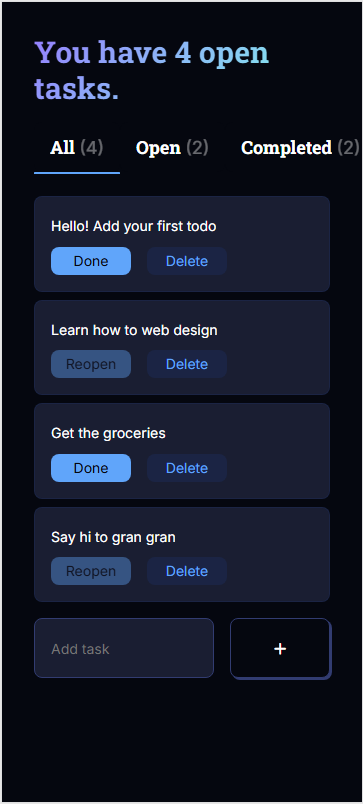 You have 4 open
tasks.
All (4) Open (2) Completed (2)
Hello! Add your first todo
Done Delete
Learn how to web design
Reopen Delete
Get the groceries
Done Delete
Say hi to gran gran
Reopen Delete
Add task +